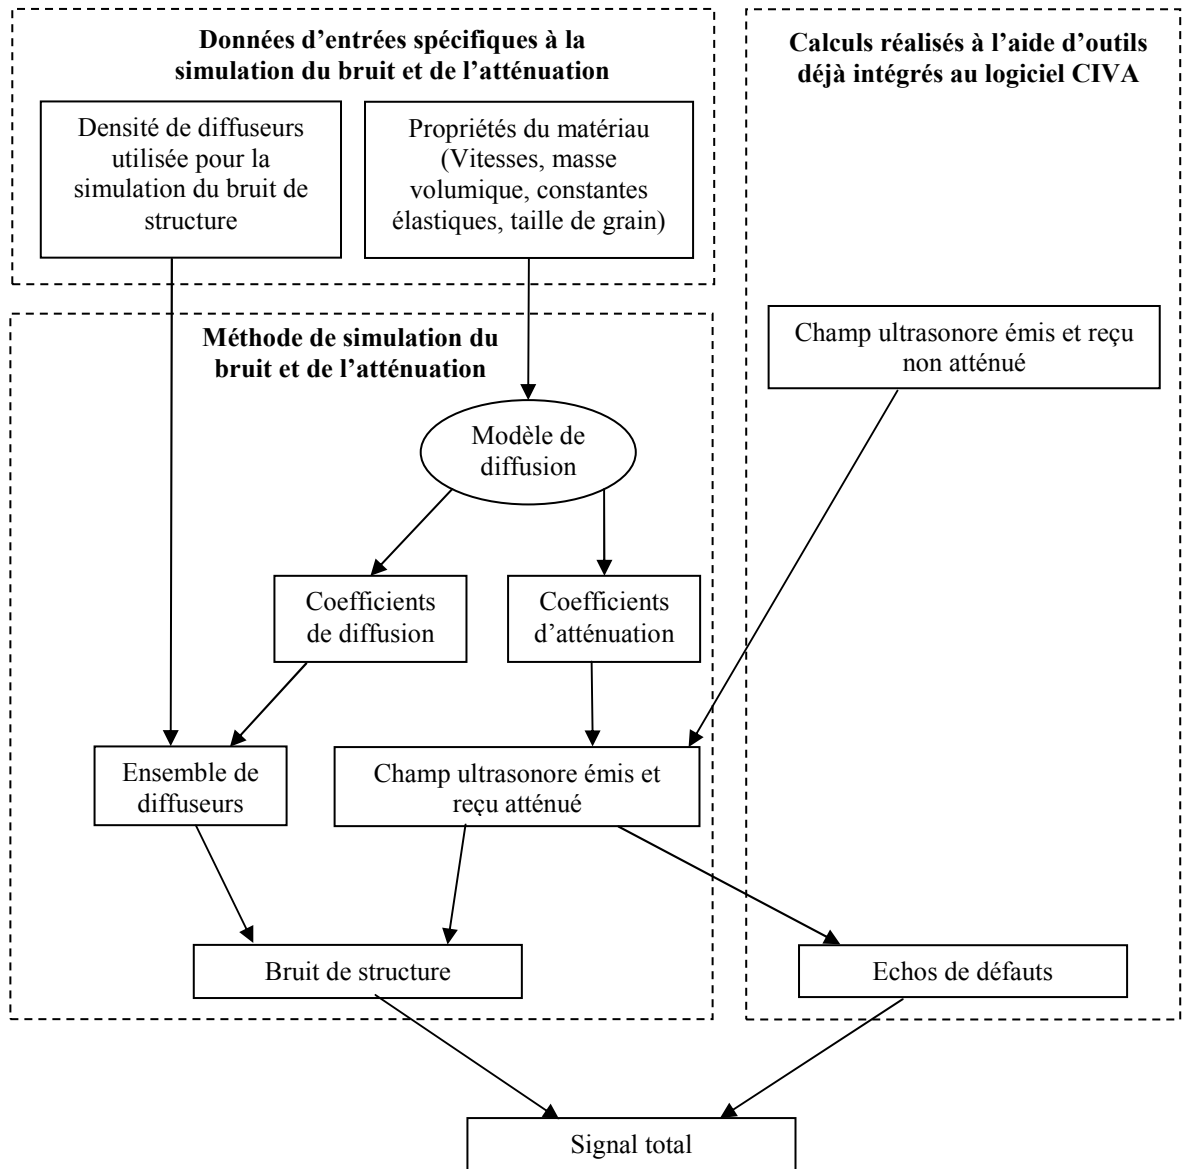 Données d'entrées spécifiques à la
simulation du bruit et de l'atténuation
Densité de diffuseurs
utilisée pour la
simulation du bruit de
structure
Propriétés du matériau
(Vitesses, masse
volumique, constantes
élastiques, taille de grain)
Calculs réalisés à l'aide d'outils
déjà intégrés au logiciel CIVA
Champ ultrasonore émis et reçu
non atténué
Méthode de simulation du
bruit et de l'atténuation
Modèle de
diffusion
Coefficients
de diffusion
Coefficients
d'atténuation
Ensemble de
diffuseurs
Champ ultrasonore émis et
reçu atténué
Bruit de structure
Echos de défauts
Signal total